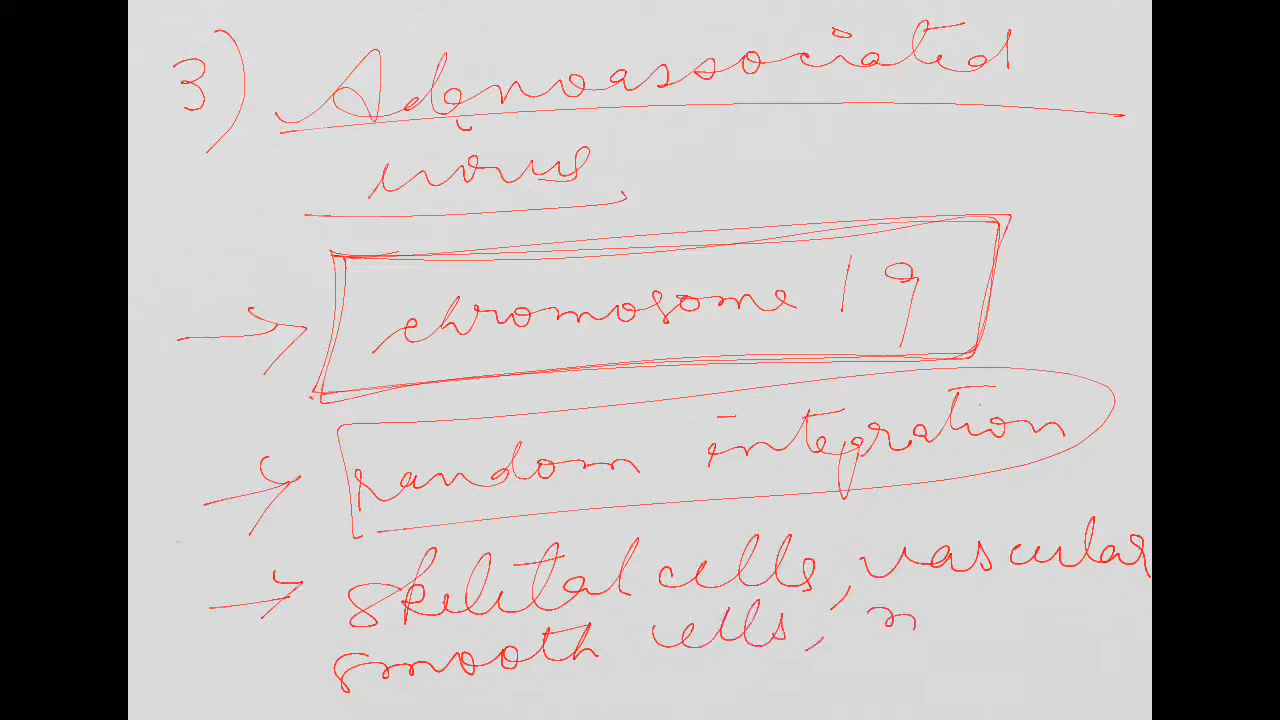 3) Adenoassociated
virus
→ chromosome 19
→ random integration
→ skeletal cells, vascular
smooth cells, n